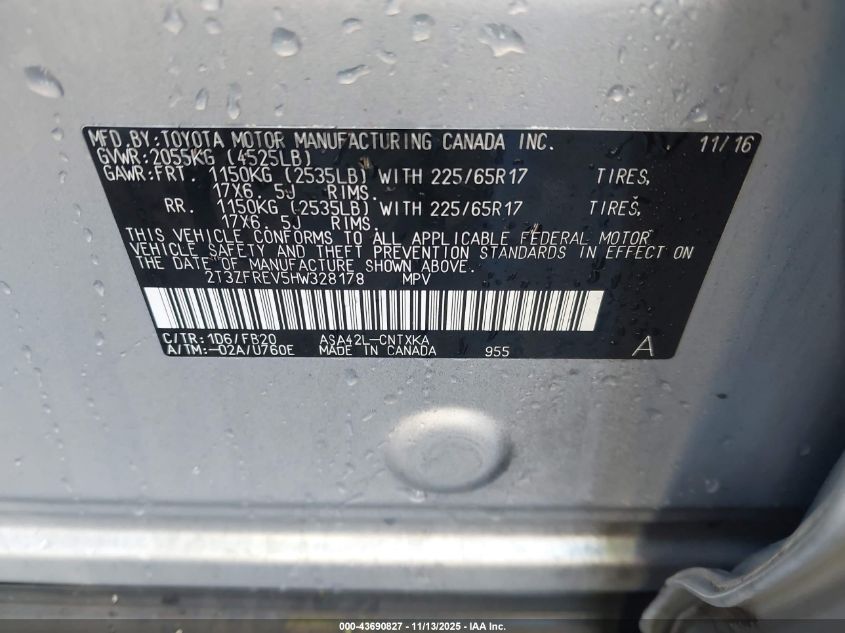 MFD.BY:TOYOTA MOTOR MANUFACTURING CANADA INC. 11/16
GVWR:2055KG (4525LB)
GAWR:FRT. 1150KG (2535LB) WITH 225/65R17 TIRES,
17X6. 5J RIMS.
RR. 1150KG (2535LB) WITH 225/65R17 TIRES,
17X6. 5J RIMS.
THIS VEHICLE CONFORMS TO ALL APPLICABLE FEDERAL MOTOR
VEHICLE SAFETY AND THEFT PREVENTION STANDARDS IN EFFECT ON
THE DATE OF MANUFACTURE SHOWN ABOVE.
2T3ZFREV5HW328178 MPV
C/TR: 1D6/FB20 ASA42L-CNTXKA
A/TM:-02A/U760E MADE IN CANADA 955 A
000-43690827 - 11/13/2025 - IAA Inc.